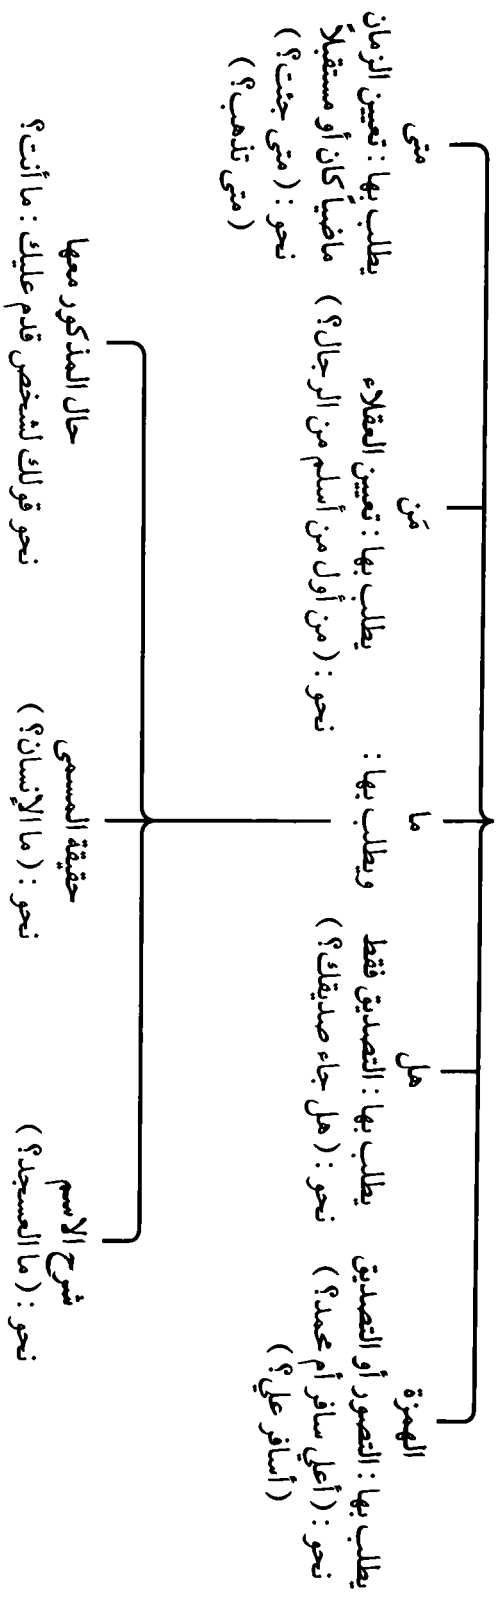 الهمزة
يطلب بها : التصور أو التصديق
نحو : (أعلي سافر أم محمد؟)
(أسافر علي؟)
هل
يطلب بها : التصديق فقط
نحو : (هل جاء صديقك؟)
ما
ويطلب بها :
مَن
يطلب بها : تعيين العقلاء
نحو : (من أول من أسلم من الرجال؟)
متى
يطلب بها : تعيين الزمان
ماضياً كان أو مستقبلاً
نحو : (متى جئت؟)
(متى تذهب؟)
شرح الاسم
نحو : (ما العسجد؟)
حقيقة المسمى
نحو : (ما الإنسان؟)
حال المذكور معها
نحو قولك لشخص قدم عليك : ما أنت؟